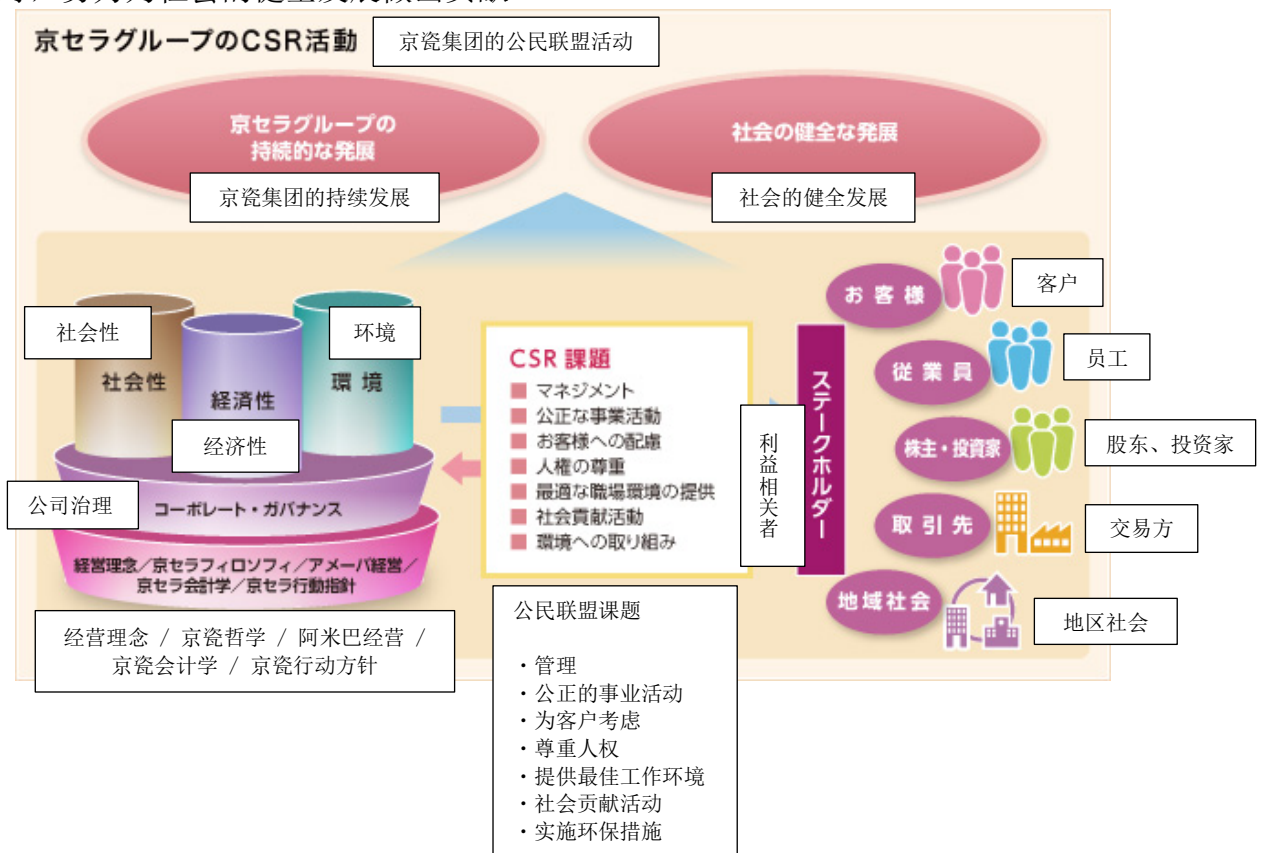 京セラグループのCSR活動
京瓷集团的公民联盟活动
京セラグループの
持続的な発展
京瓷集团的持续发展
社会の健全な発展
社会的健全发展
社会性
社会性
経済性
经济性
环境
環境
公司治理
コーポレート・ガバナンス
経営理念/京セラフィロソフィ/アメーバ経営/
京セラ会計学/京セラ行動指針
经营理念 / 京瓷哲学 / 阿米巴经营 /
京瓷会计学 / 京瓷行动方针
CSR 課題
■ マネジメント
■ 公正な事業活動
■ お客様への配慮
■ 人権の尊重
■ 最適な職場環境の提供
■ 社会貢献活動
■ 環境への取り組み
公民联盟课题
・管理
・公正的事业活动
・为客户考虑
・尊重人权
・提供最佳工作环境
・社会贡献活动
・实施环保措施
利益相关者
ステークホルダー
お客様
客户
従業員
员工
株主・投資家
股东、投资家
取引先
交易方
地域社会
地区社会